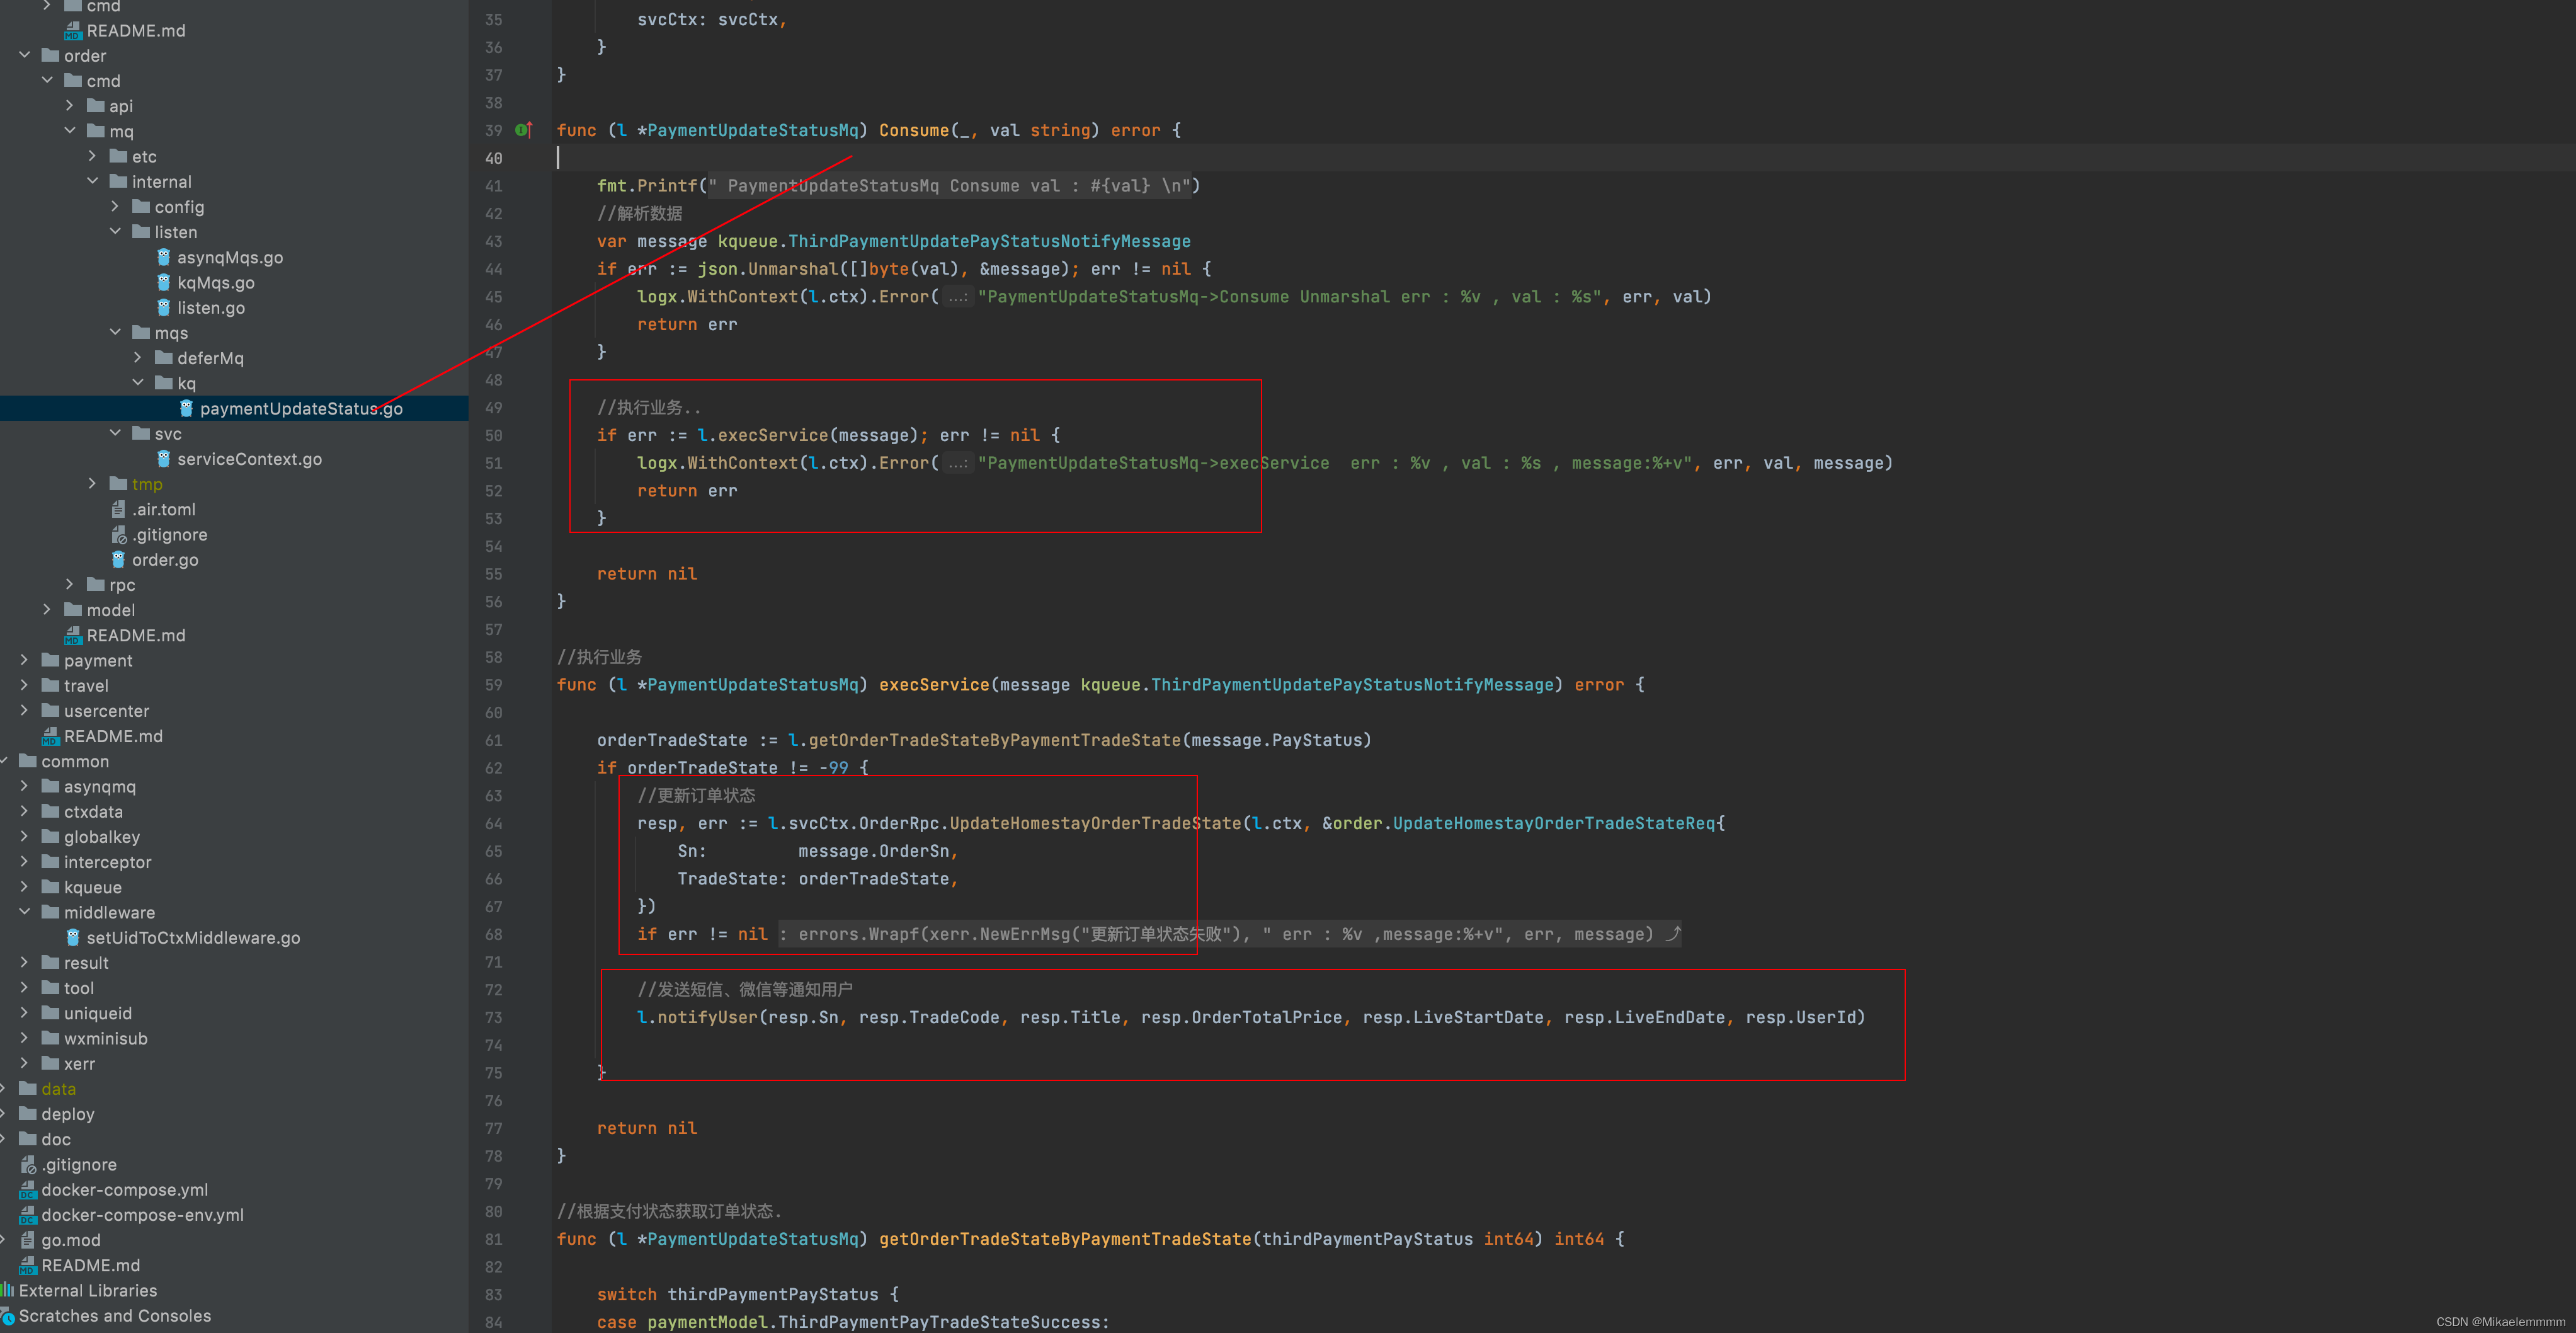 cmd
README.md
order
cmd
api
mq
etc
internal
config
listen
asynqMqs.go
kqMqs.go
listen.go
mqs
deferMq
kq
paymentUpdateStatus.go
svc
serviceContext.go
tmp
.air.toml
.gitignore
order.go
rpc
model
README.md
payment
travel
usercenter
README.md
common
asynqmq
ctxdata
globalkey
interceptor
kqueue
middleware
setUidToCtxMiddleware.go
result
tool
uniqueid
wxminisub
xerr
data
deploy
doc
.gitignore
docker-compose.yml
docker-compose-env.yml
go.mod
README.md
External Libraries
Scratches and Consoles
35 svcCtx: svcCtx,
36 }
37 }
38
39 func (l *PaymentUpdateStatusMq) Consume(_, val string) error {
40
41 fmt.Printf(" PaymentUpdateStatusMq Consume val : #{val} \n")
42 //解析数据
43 var message kqueue.ThirdPaymentUpdatePayStatusNotifyMessage
44 if err := json.Unmarshal([]byte(val), &message); err != nil {
45 logx.WithContext(l.ctx).Error( ...: "PaymentUpdateStatusMq->Consume Unmarshal err : %v , val : %s", err, val)
46 return err
47 }
48
49 //执行业务..
50 if err := l.execService(message); err != nil {
51 logx.WithContext(l.ctx).Error( ...: "PaymentUpdateStatusMq->execService  err : %v , val : %s , message:%+v", err, val, message)
52 return err
53 }
54
55 return nil
56 }
57
58 //执行业务
59 func (l *PaymentUpdateStatusMq) execService(message kqueue.ThirdPaymentUpdatePayStatusNotifyMessage) error {
60
61 orderTradeState := l.getOrderTradeStateByPaymentTradeState(message.PayStatus)
62 if orderTradeState != -99 {
63 //更新订单状态
64 resp, err := l.svcCtx.OrderRpc.UpdateHomestayOrderTradeState(l.ctx, &order.UpdateHomestayOrderTradeStateReq{
65 Sn: message.OrderSn,
66 TradeState: orderTradeState,
67 })
68 if err != nil : errors.Wrapf(xerr.NewErrMsg("更新订单状态失败"), " err : %v ,message:%+v", err, message)
71
72 //发送短信、微信等通知用户
73 l.notifyUser(resp.Sn, resp.TradeCode, resp.Title, resp.OrderTotalPrice, resp.LiveStartDate, resp.LiveEndDate, resp.UserId)
74
75 }
76
77 return nil
78 }
79
80 //根据支付状态获取订单状态.
81 func (l *PaymentUpdateStatusMq) getOrderTradeStateByPaymentTradeState(thirdPaymentPayStatus int64) int64 {
82
83 switch thirdPaymentPayStatus {
84 case paymentModel.ThirdPaymentPayTradeStateSuccess:
CSDN @Mikaelemmmm